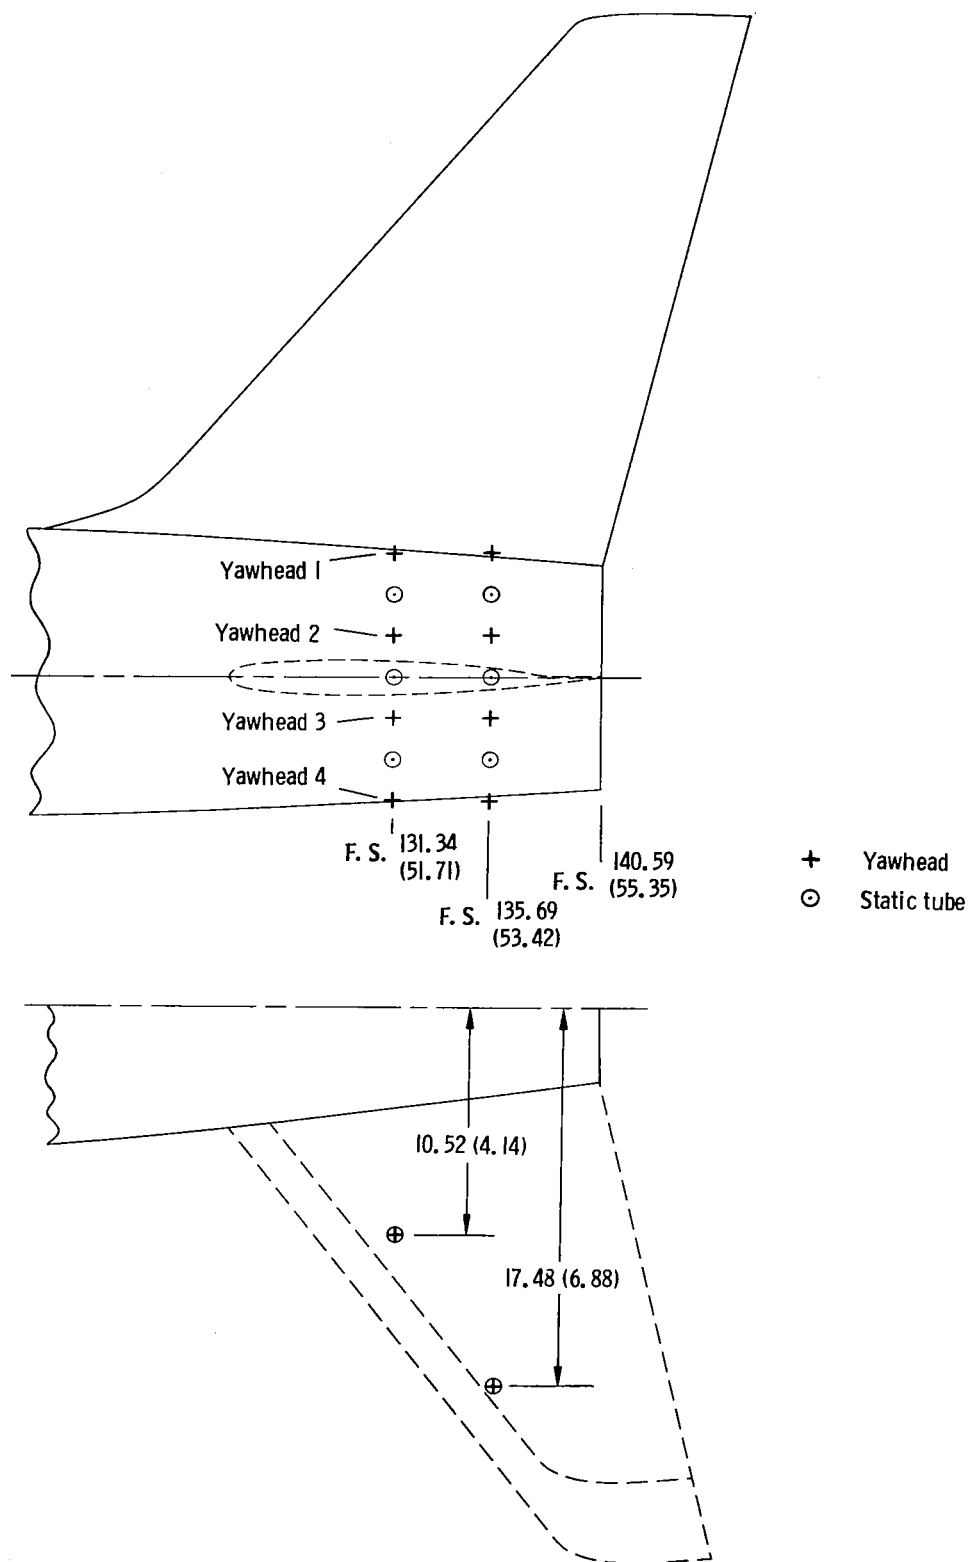 Yawhead 1
Yawhead 2
Yawhead 3
Yawhead 4
F. S. 131.34
(51.71)
F. S. 135.69
(53.42)
F. S. 140.59
(55.35)
+ Yawhead
⊙ Static tube
10.52 (4.14)
17.48 (6.88)